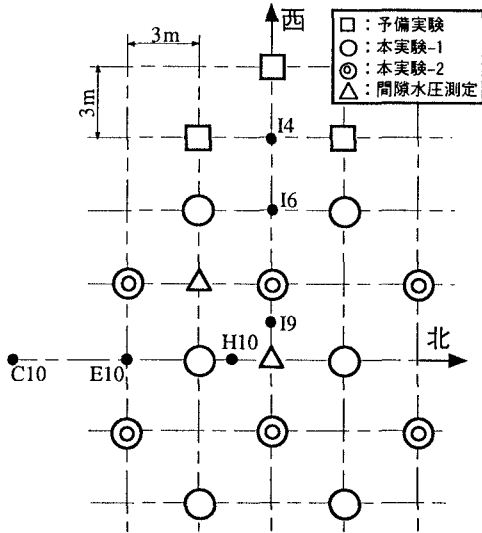 西
3m
3m
□：予備実験
○：本実験-1
◎：本実験-2
△：間隙水圧測定
I4
I6
I9
H10
北
C10
E10